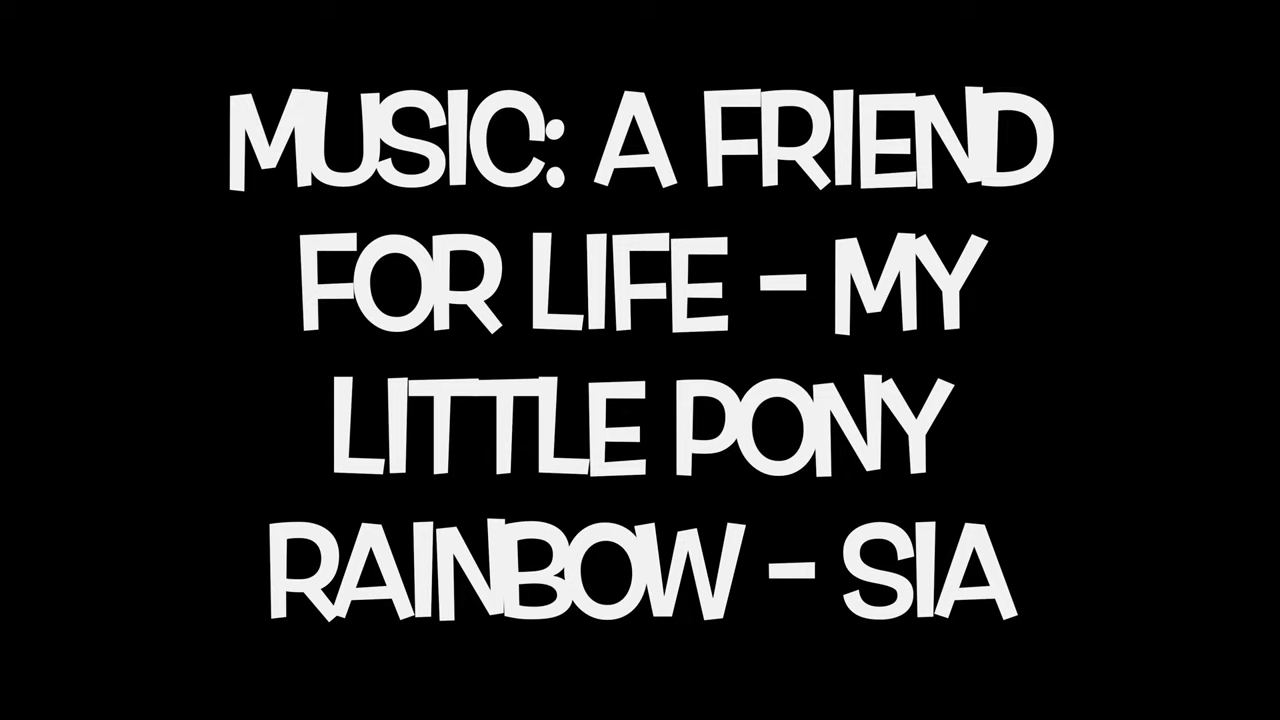 MUSIC: A FRIEND
FOR LIFE - MY
LITTLE PONY
RAINBOW - SIA